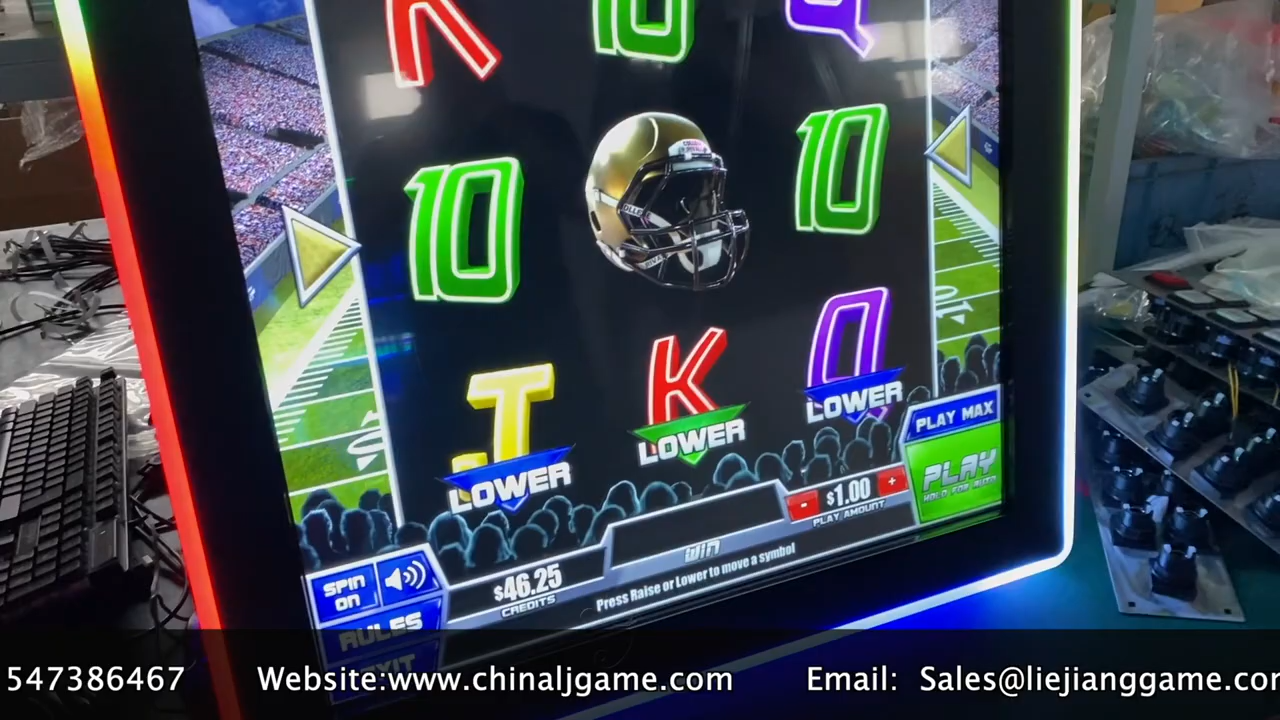 K
10
Q
10
10
J
K
Q
LOWER
LOWER
LOWER
PLAY MAX
PLAY
HOLD FOR AUTO
- $1.00 +
PLAY AMOUNT
WIN
SPIN
ON
$46.25
CREDITS
Press Raise or Lower to move a symbol
RULES
EXIT
547386467 Website:www.chinaljgame.com Email: Sales@liejianggame.com